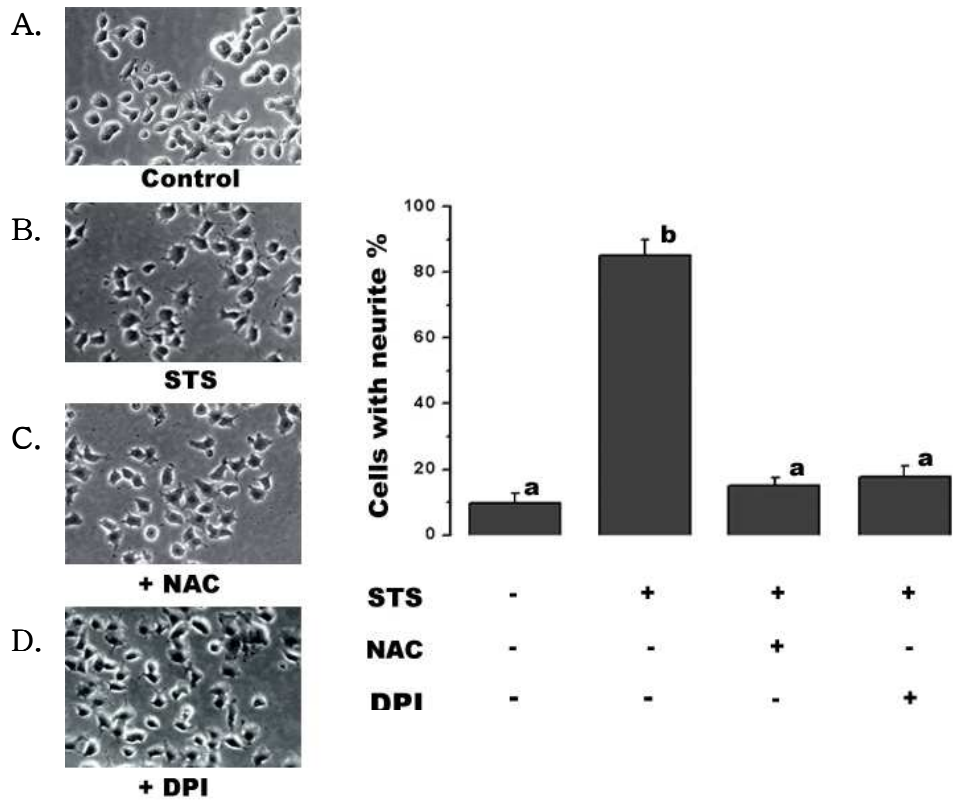 A.
Control
B.
STS
C.
+ NAC
D.
+ DPI
Cells with neurite %
100
80
60
40
20
0
a
b
a
a
STS - + + +
NAC - - + -
DPI - - - +